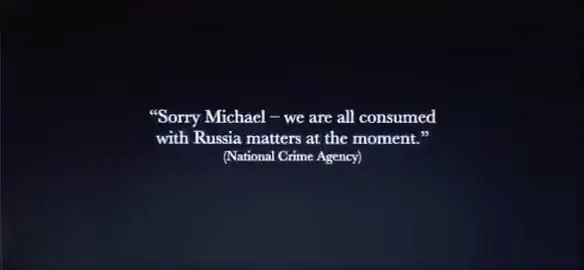 “Sorry Michael – we are all consumed
with Russia matters at the moment.”
(National Crime Agency)